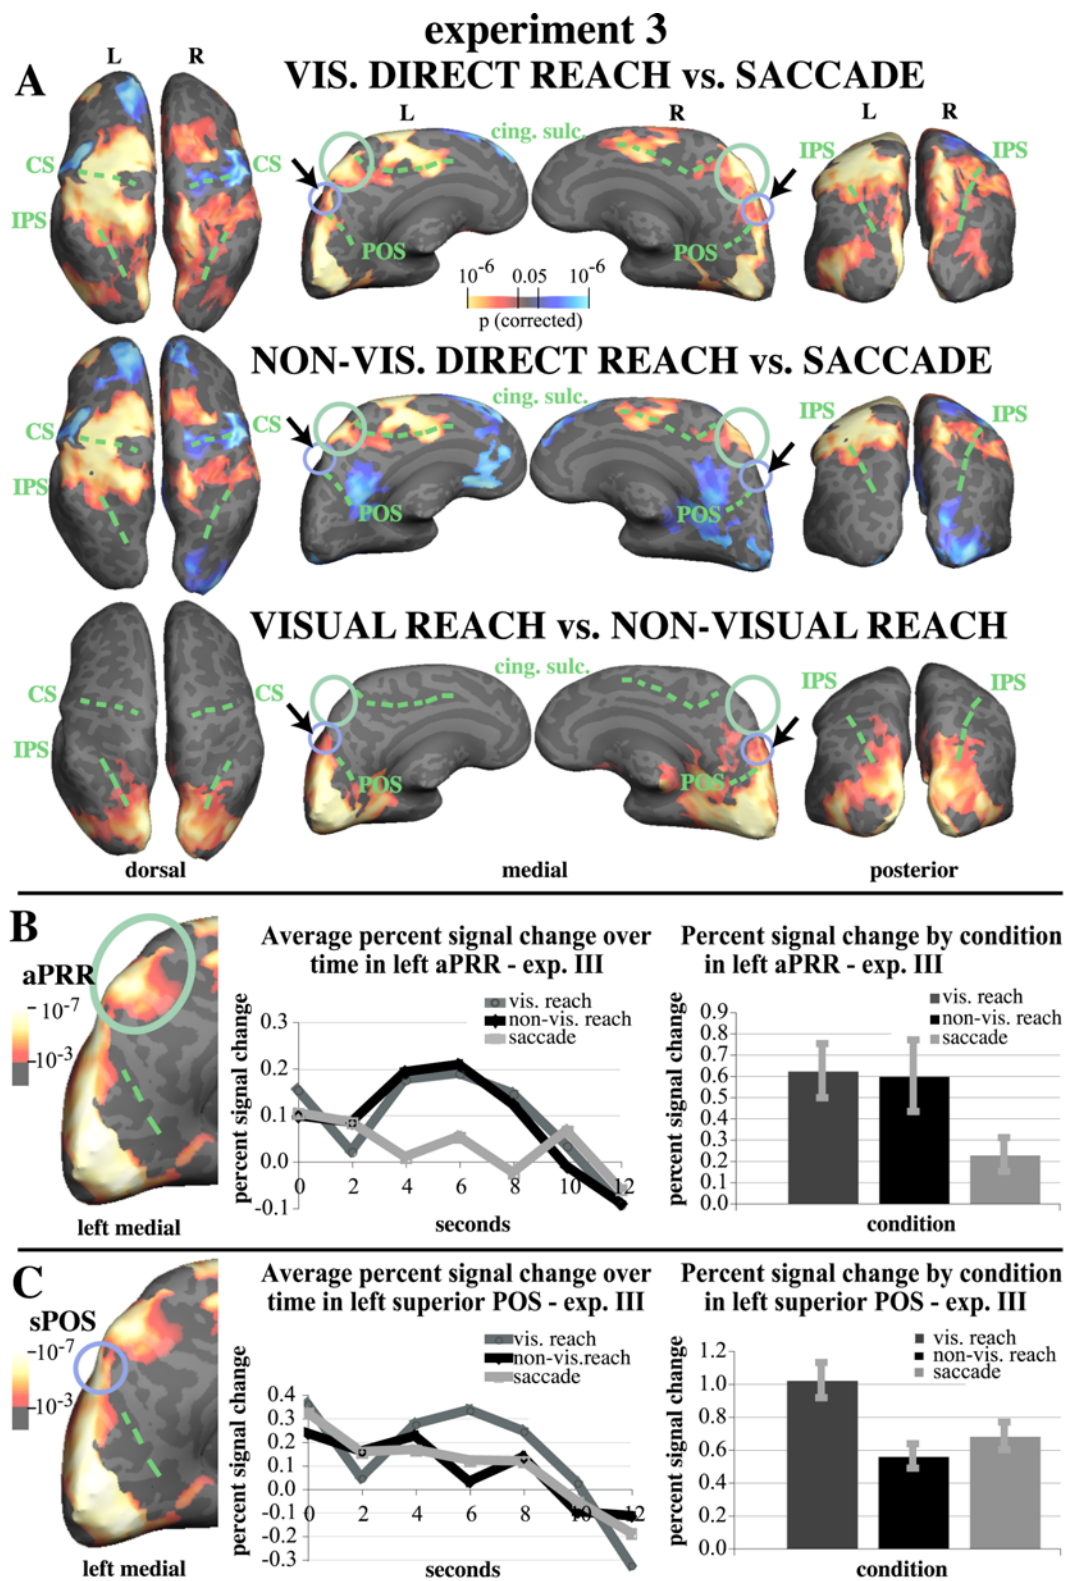 experiment 3
A
VIS. DIRECT REACH vs. SACCADE
L R
L R
L R
cing. sulc.
CS CS
IPS
IPS IPS
POS POS
10^-6 0.05 10^-6
p (corrected)
NON-VIS. DIRECT REACH vs. SACCADE
cing. sulc.
CS CS
IPS
IPS IPS
POS POS
VISUAL REACH vs. NON-VISUAL REACH
cing. sulc.
CS CS
IPS
IPS IPS
POS POS
dorsal medial posterior
B
aPRR
10^-7
10^-3
left medial
Average percent signal change over
time in left aPRR - exp. III
vis. reach
non-vis. reach
saccade
percent signal change
0.3
0.2
0.1
0.0
-0.1
0 2 4 6 8 10 12
seconds
Percent signal change by condition
in left aPRR - exp. III
vis. reach
non-vis. reach
saccade
percent signal change
0.9
0.8
0.7
0.6
0.5
0.4
0.3
0.2
0.1
0.0
condition
C
sPOS
10^-7
10^-3
left medial
Average percent signal change over
time in left superior POS - exp. III
vis. reach
non-vis.reach
saccade
percent signal change
0.4
0.3
0.2
0.1
0.0
-0.1
-0.2
-0.3
0 2 4 6 8 10 12
seconds
Percent signal change by condition
in left superior POS - exp. III
vis. reach
non-vis. reach
saccade
percent signal change
1.2
1.0
0.8
0.6
0.4
0.2
0.0
condition